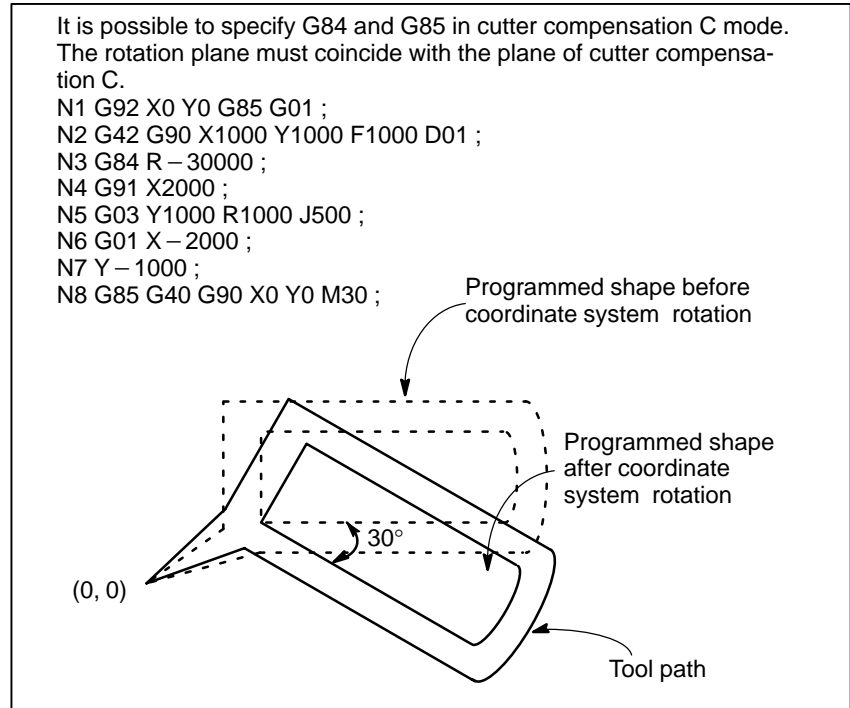 It is possible to specify G84 and G85 in cutter compensation C mode.
The rotation plane must coincide with the plane of cutter compensa-
tion C.
N1 G92 X0 Y0 G85 G01 ;
N2 G42 G90 X1000 Y1000 F1000 D01 ;
N3 G84 R – 30000 ;
N4 G91 X2000 ;
N5 G03 Y1000 R1000 J500 ;
N6 G01 X – 2000 ;
N7 Y – 1000 ;
N8 G85 G40 G90 X0 Y0 M30 ;
Programmed shape before
coordinate system rotation
Programmed shape
after coordinate
system rotation
30°
(0, 0)
Tool path